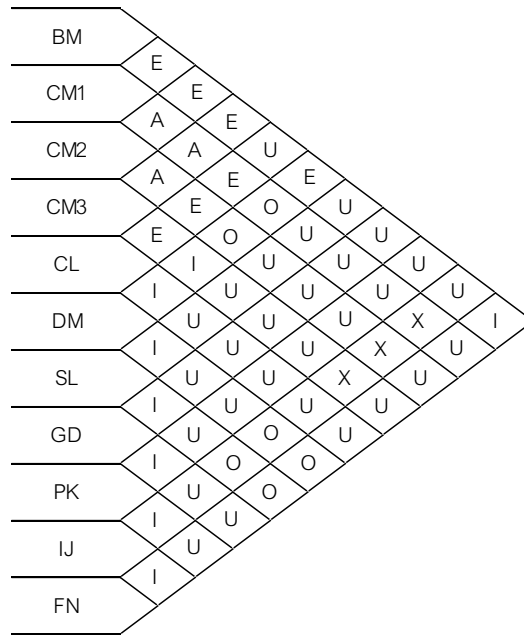 BM
E
CM1 E
A E
CM2 A U
A E E
CM3 E O U
E O U U
CL I U U U
I U U U U
DM U U U X I
I U U X U
SL U U X U
I U U U
GD U O U
I O O
PK U O
I U
IJ U
I
FN